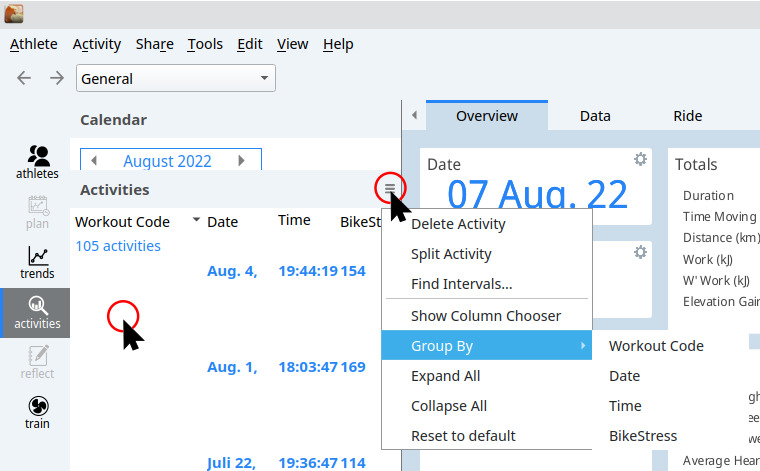 Athlete Activity Share Tools Edit View Help
General
Calendar
August 2022
Activities
Workout Code Date Time BikeSt
105 activities
Aug. 4, 19:44:19 154
Aug. 1, 18:03:47 169
Juli 22, 19:36:47 114
athletes
plan
trends
activities
reflect
train
Overview Data Ride
Date
07 Aug. 22
Totals
Duration
Time Moving
Distance (km)
Work (kJ)
W' Work (kJ)
Elevation Gai
Average Hear
Delete Activity
Split Activity
Find Intervals...
Show Column Chooser
Group By
Expand All
Collapse All
Reset to default
Workout Code
Date
Time
BikeStress